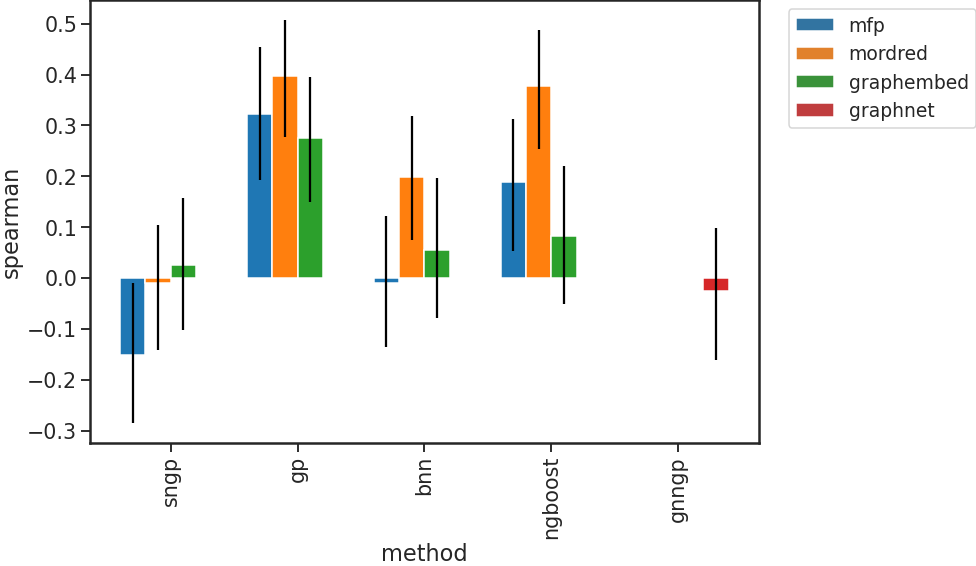 0.5
0.4
0.3
0.2
0.1
0.0
−0.1
−0.2
−0.3
spearman
sngp
gp
bnn
ngboost
gnngp
method
mfp
mordred
graphembed
graphnet